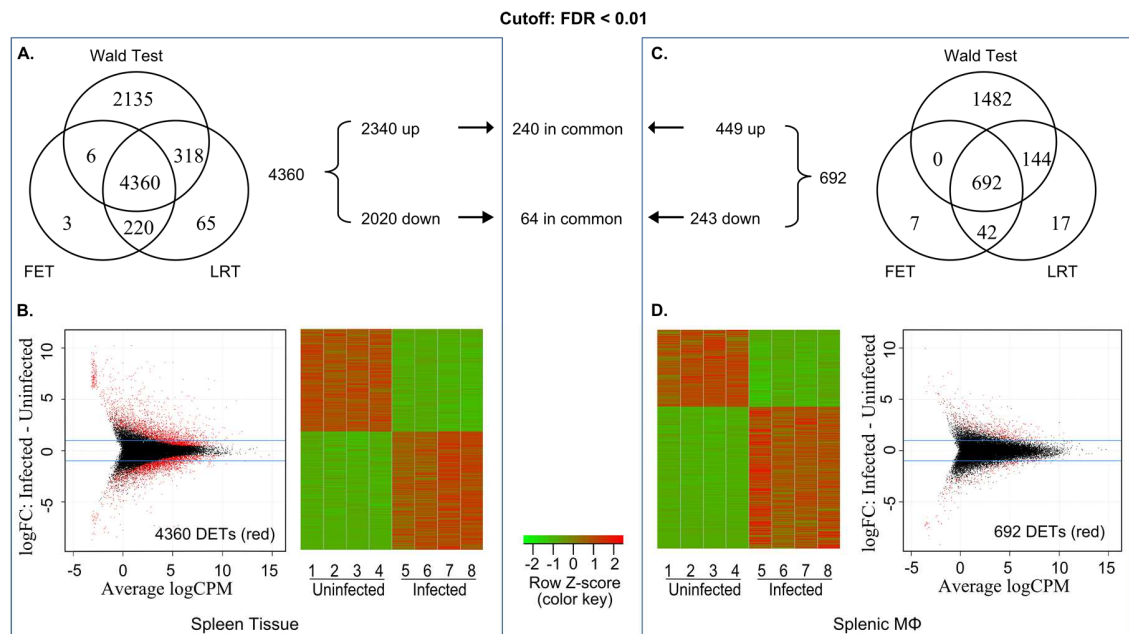 Cutoff: FDR < 0.01
A.
Wald Test
2135
6
318
4360
3
220
65
FET
LRT
4360
2340 up
2020 down
240 in common
64 in common
449 up
243 down
692
C.
Wald Test
1482
0
144
692
7
42
17
FET
LRT
B.
logFC: Infected - Uninfected
10
5
0
-5
4360 DETs (red)
-5 0 5 10 15
Average logCPM
1 2 3 4 5 6 7 8
Uninfected Infected
Spleen Tissue
-2 -1 0 1 2
Row Z-score
(color key)
D.
1 2 3 4 5 6 7 8
Uninfected Infected
logFC: Infected - Uninfected
10
5
0
-5
692 DETs (red)
-5 0 5 10 15
Average logCPM
Splenic MΦ